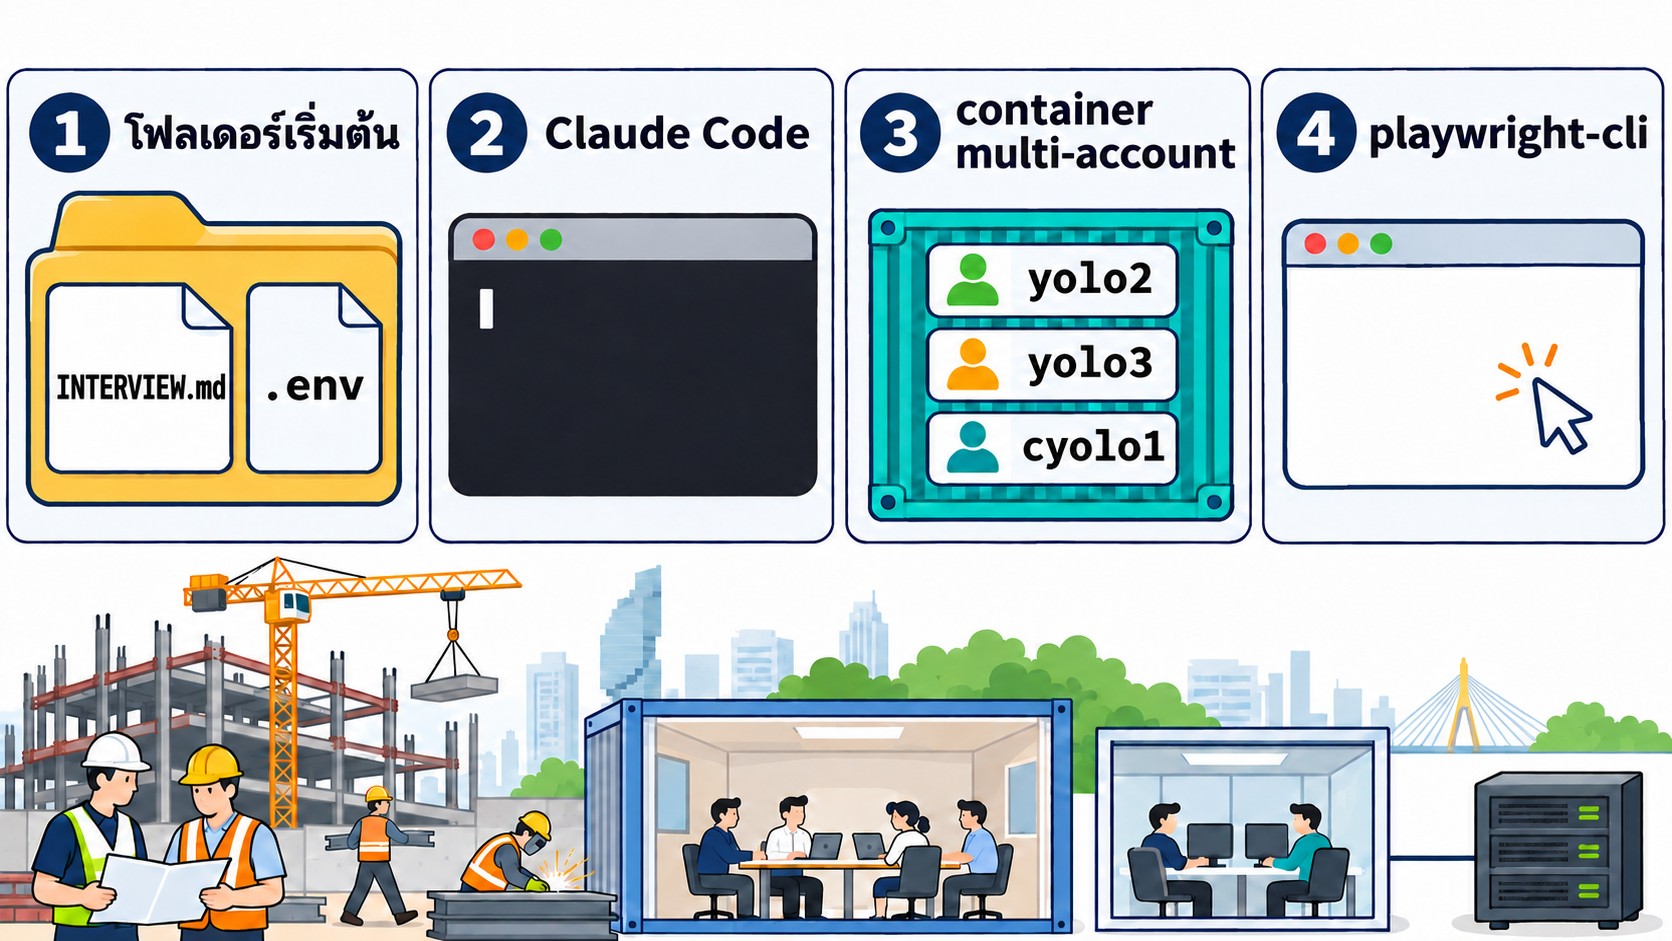 1 โฟลเดอร์เริ่มต้น
INTERVIEW.md
.env
2 Claude Code
3 container
multi-account
yolo2
yolo3
cyolo1
4 playwright-cli